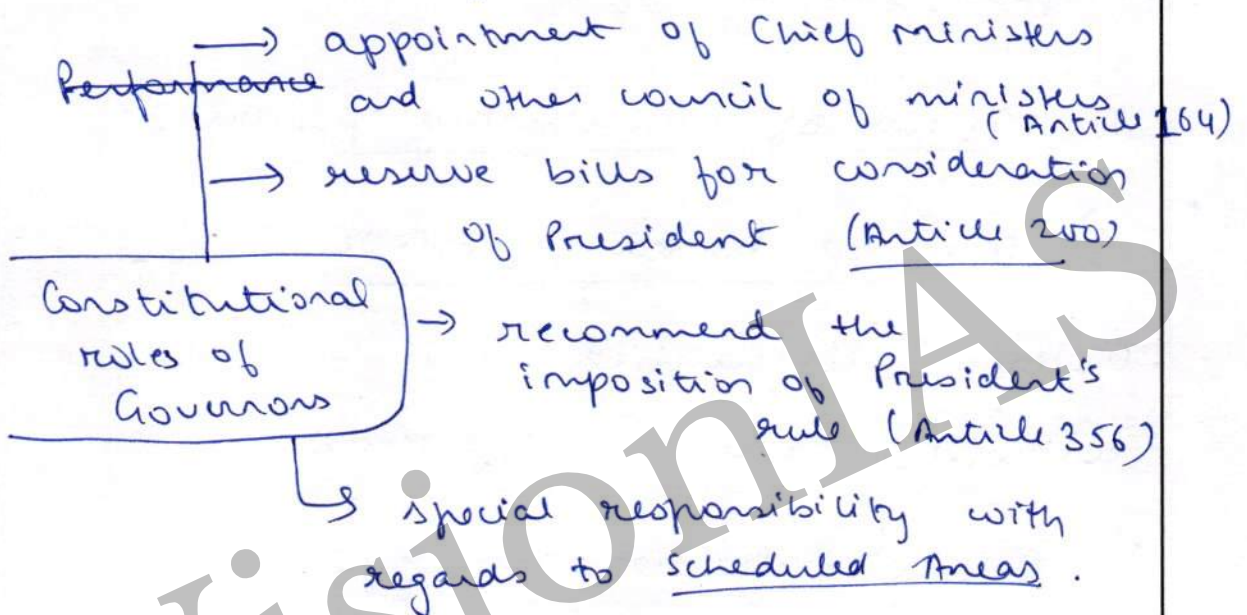 → appointment of Chief Ministers
Performance
and other council of ministers
(Article 164)
→ reserve bills for consideration
of President (Article 200)
Constitutional
roles of
Governors
→ recommend the
imposition of President's
rule (Article 356)
→ special responsibility with
regards to Scheduled Areas.
VisionIAS